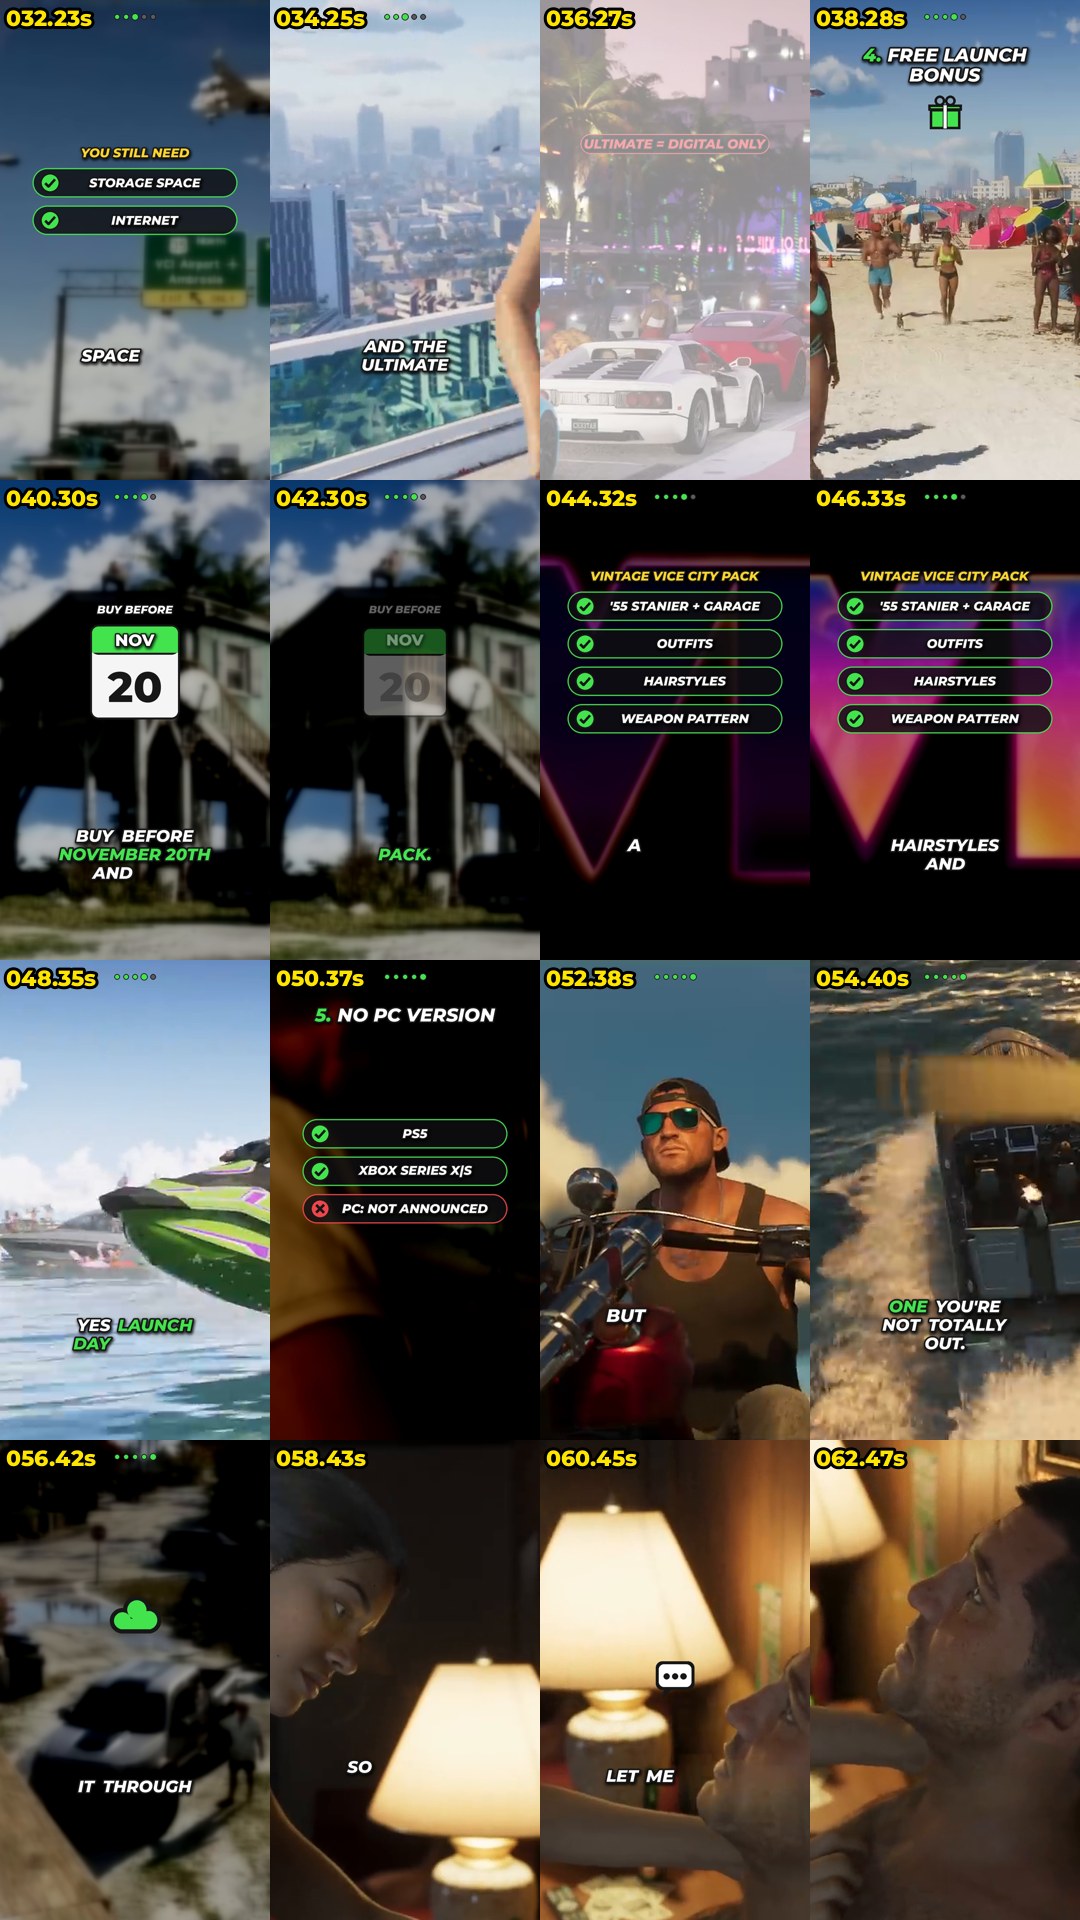 032.23s
YOU STILL NEED
STORAGE SPACE
INTERNET
North
VCI Airport
SPACE
034.25s
AND THE
ULTIMATE
036.27s
ULTIMATE = DIGITAL ONLY
038.28s
4. FREE LAUNCH
BONUS
040.30s
BUY BEFORE
NOV
20
BUY BEFORE
NOVEMBER 20TH
AND
042.30s
BUY BEFORE
NOV
20
PACK.
044.32s
VINTAGE VICE CITY PACK
'55 STANIER + GARAGE
OUTFITS
HAIRSTYLES
WEAPON PATTERN
A
046.33s
VINTAGE VICE CITY PACK
'55 STANIER + GARAGE
OUTFITS
HAIRSTYLES
WEAPON PATTERN
HAIRSTYLES
AND
048.35s
YES LAUNCH
DAY
050.37s
5. NO PC VERSION
PS5
XBOX SERIES X|S
PC: NOT ANNOUNCED
052.38s
BUT
054.40s
ONE YOU'RE
NOT TOTALLY
OUT.
056.42s
IT THROUGH
058.43s
SO
060.45s
LET ME
062.47s